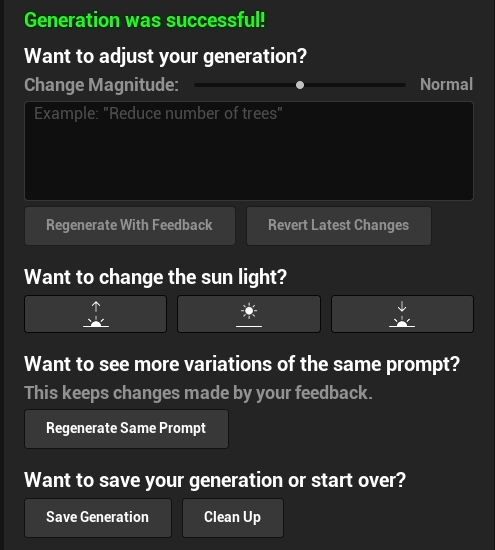 Generation was successful!
Want to adjust your generation?
Change Magnitude: Normal
Example: "Reduce number of trees"
Regenerate With Feedback Revert Latest Changes
Want to change the sun light?
Want to see more variations of the same prompt?
This keeps changes made by your feedback.
Regenerate Same Prompt
Want to save your generation or start over?
Save Generation Clean Up